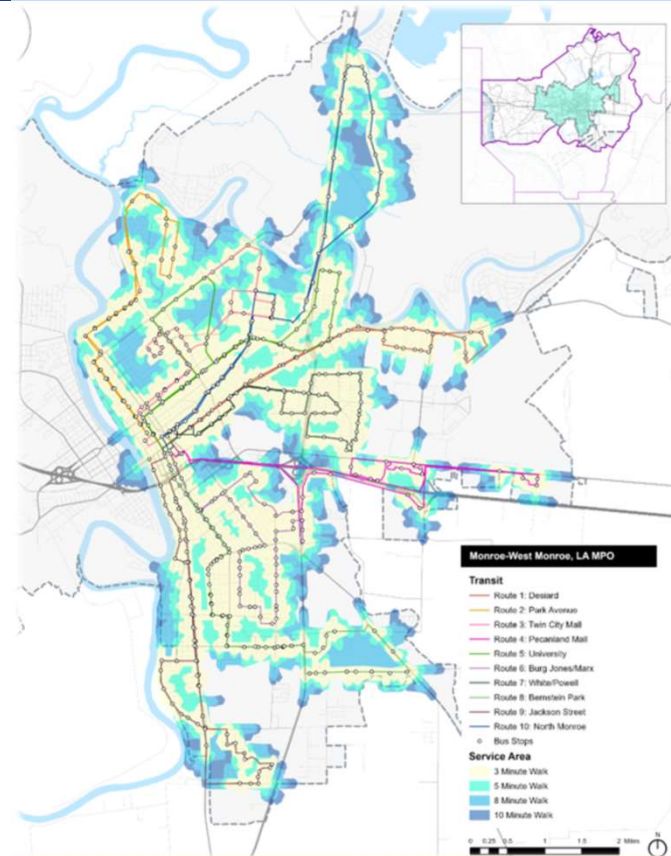 Monroe-West Monroe, LA MPO
Transit
Route 1: Desiard
Route 2: Park Avenue
Route 3: Twin City Mall
Route 4: Pecanland Mall
Route 5: University
Route 6: Burg Jones/Marx
Route 7: White/Powell
Route 8: Bernstein Park
Route 9: Jackson Street
Route 10: North Monroe
Bus Stops
Service Area
3 Minute Walk
5 Minute Walk
8 Minute Walk
10 Minute Walk
0 0.25 0.5 1 1.5 2 Miles
N